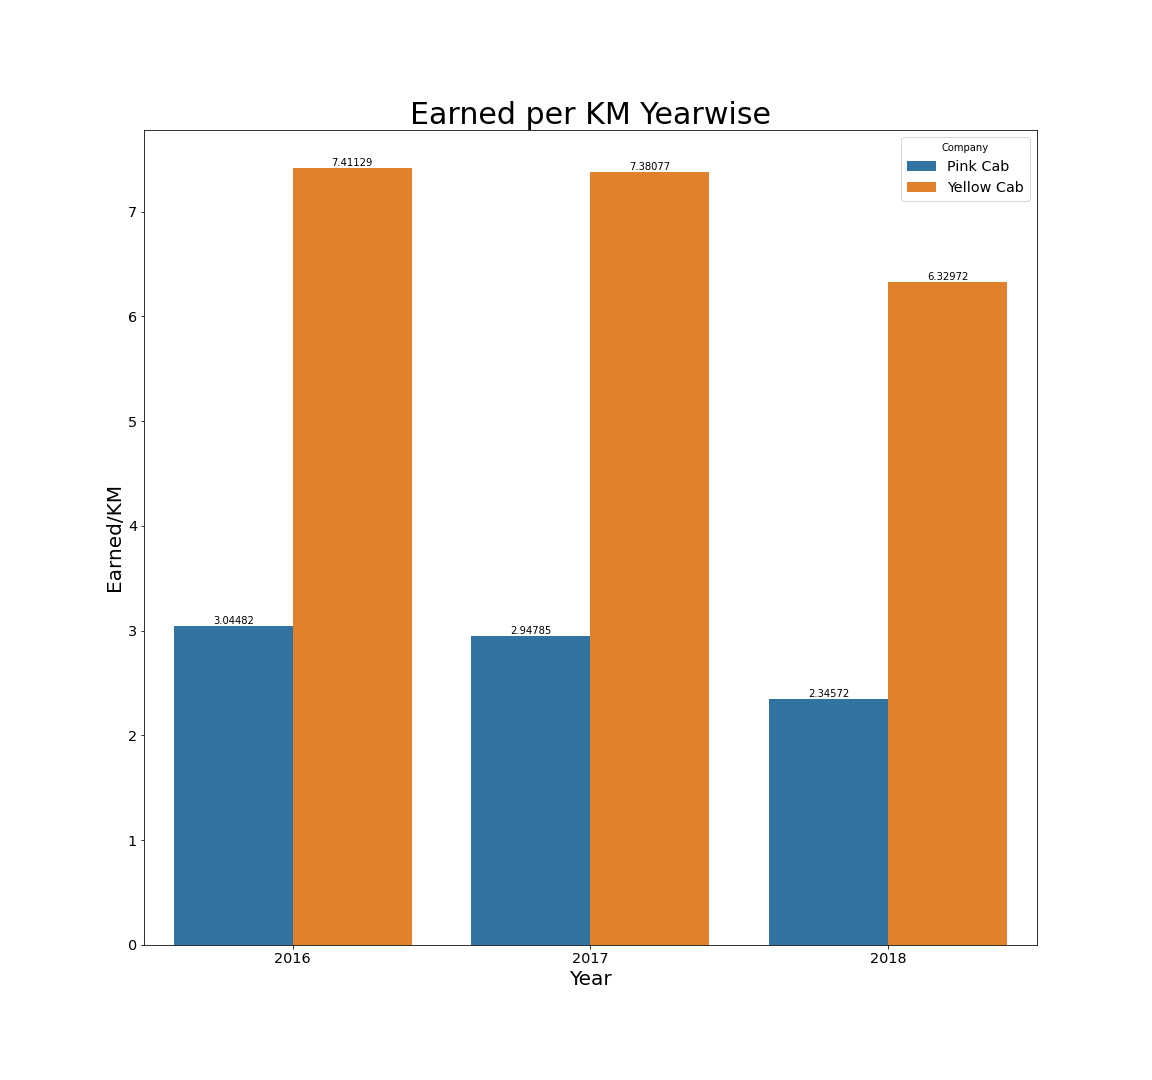 Earned per KM Yearwise
Company
Pink Cab
Yellow Cab
7.41129
7.38077
6.32972
3.04482
2.94785
2.34572
7
6
5
4
3
2
1
0
Earned/KM
2016
2017
2018
Year